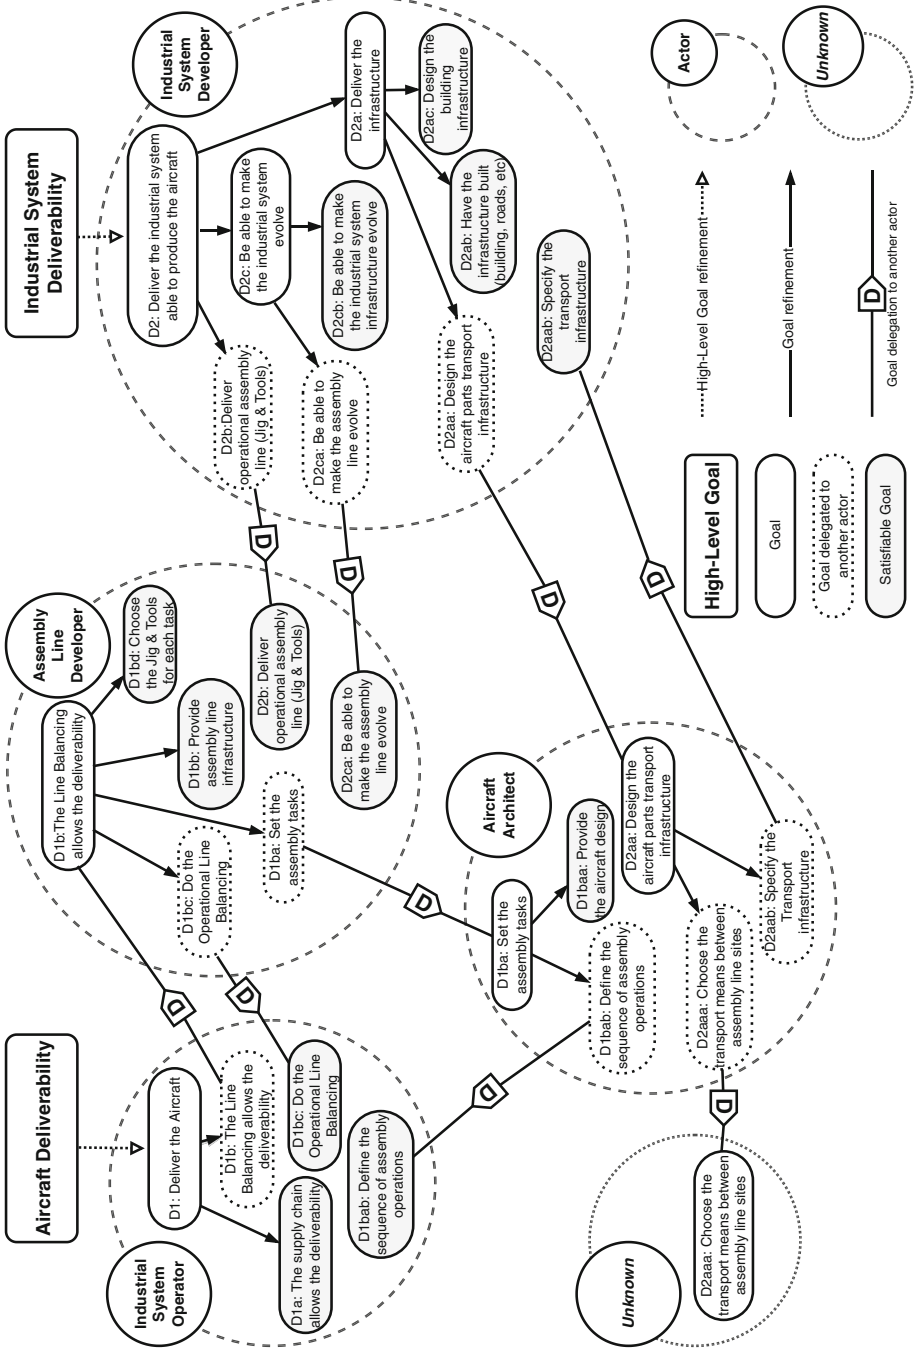 Aircraft Deliverability
Industrial System
Deliverability
Industrial
System
Operator
D1: Deliver the Aircraft
D1b: The Line
Balancing allows the
deliverability
D1a: The supply chain
allows the deliverability
D1bc: Do the
Operational Line
Balancing
D1bab: Define the
sequence of assembly
operations
D
D
Assembly
Line
Developer
D1b:The Line Balancing
allows the deliverability
D1bd: Choose
the Jig & Tools
for each task
D1bb: Provide
assembly line
infrastructure
D1bc: Do the
Operational Line
Balancing
D1ba: Set the
assembly tasks
D2b: Deliver
operational assembly
line (Jig & Tools)
D2ca: Be able to
make the assembly
line evolve
D
D
Industrial
System
Developer
D2: Deliver the industrial system
able to produce the aircraft
D2b:Deliver
operational assembly
line (Jig & Tools)
D2c: Be able to make
the industrial system
evolve
D2ca: Be able to
make the assembly
line evolve
D2cb: Be able to make
the industrial system
infrastructure evolve
D2a: Deliver the
infrastructure
D2aa: Design the
aircraft parts transport
infrastructure
D2ab: Have the
infrastructure built
(building, roads, etc)
D2ac: Design the
building
infrastructure
D2aab: Specify the
transport
infrastructure
D
D
D
D
Aircraft
Architect
D1ba: Set the
assembly tasks
D1baa: Provide
the aircraft design
D1bab: Define the
sequence of assembly
operations
D2aa: Design the
aircraft parts transport
infrastructure
D2aaa: Choose the
transport means between
assembly line sites
D2aab: Specify the
Transport
infrastructure
D
Unknown
D2aaa: Choose the
transport means between
assembly line sites
High-Level Goal
Goal
Goal delegated to
another actor
Satisfiable Goal
High-Level Goal refinement
Goal refinement
D
Goal delegation to another actor
Actor
Unknown